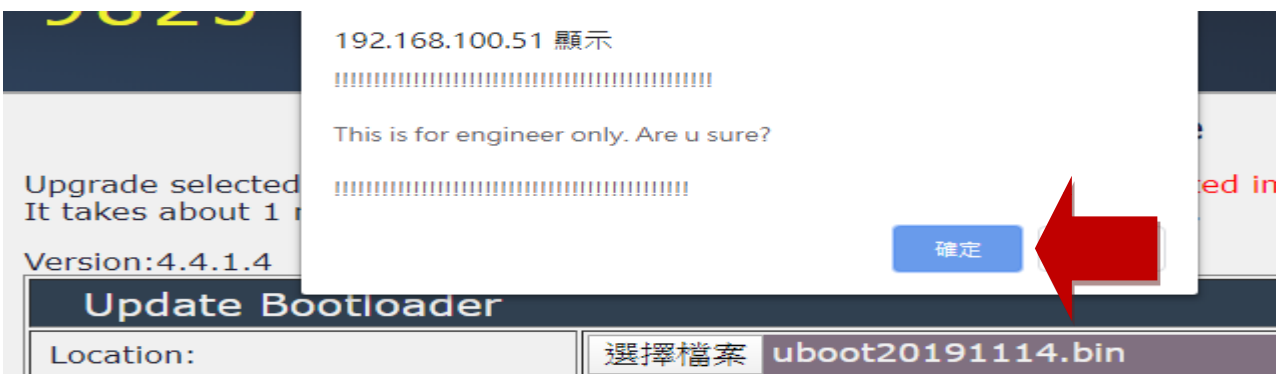 192.168.100.51 顯示
!!!!!!!!!!!!!!!!!!!!!!!!!!!!!!!!!!!!!!!!!!!!!!!!
This is for engineer only. Are u sure?
!!!!!!!!!!!!!!!!!!!!!!!!!!!!!!!!!!!!!!!!!!!!!
確定
Upgrade selected
It takes about 1
Version:4.4.1.4
Update Bootloader
Location:
選擇檔案 uboot20191114.bin